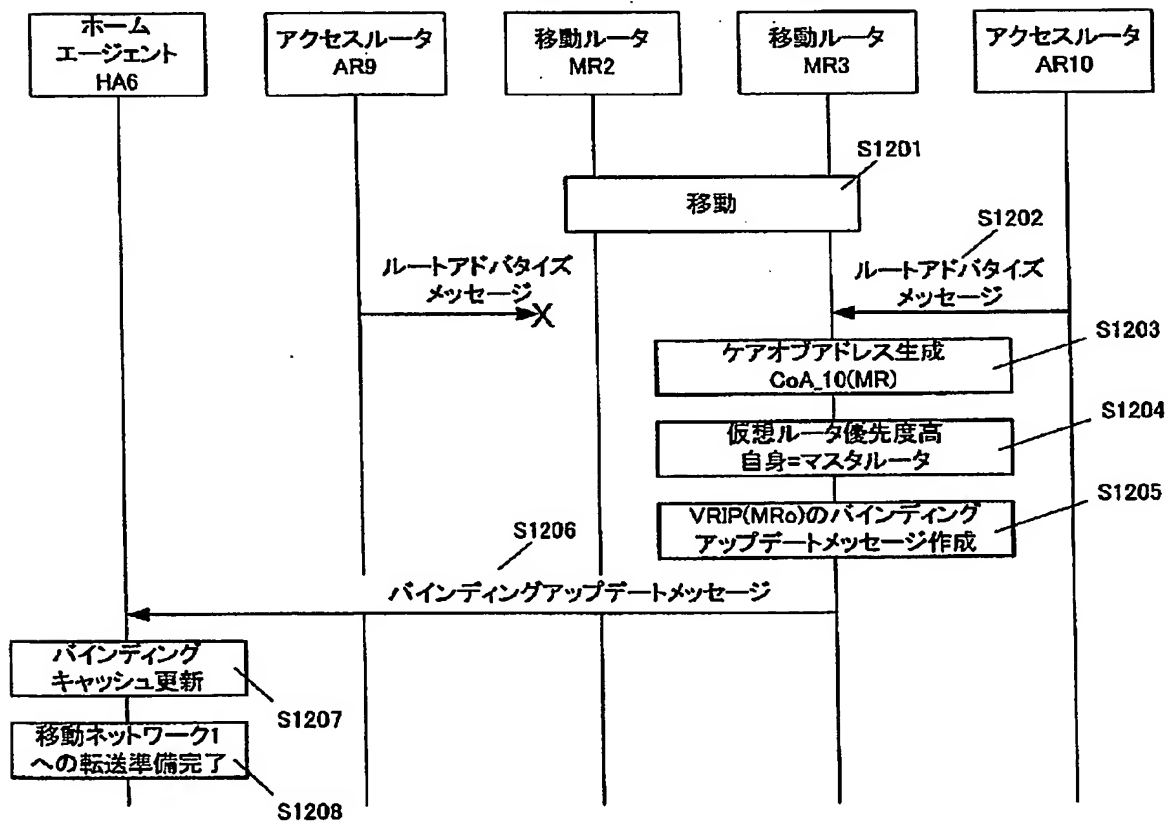 ホーム
エージェント
HA6
アクセスルータ
AR9
移動ルータ
MR2
移動ルータ
MR3
アクセスルータ
AR10
S1201
移動
S1202
ルートアドバタイズ
メッセージ
ルートアドバタイズ
メッセージ
X
S1203
ケアオブアドレス生成
CoA_10(MR)
S1204
仮想ルータ優先度高
自身=マスタルータ
S1205
VRIP(MRo)のバインディング
アップデートメッセージ作成
S1206
バインディングアップデートメッセージ
バインディング
キャッシュ更新
S1207
移動ネットワーク1
への転送準備完了
S1208